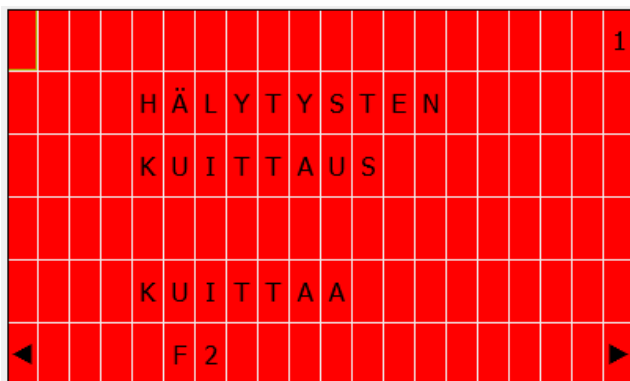 1
HÄLYTYSTEN
KUITTAUS
KUITTAA
◀ F2 ▶